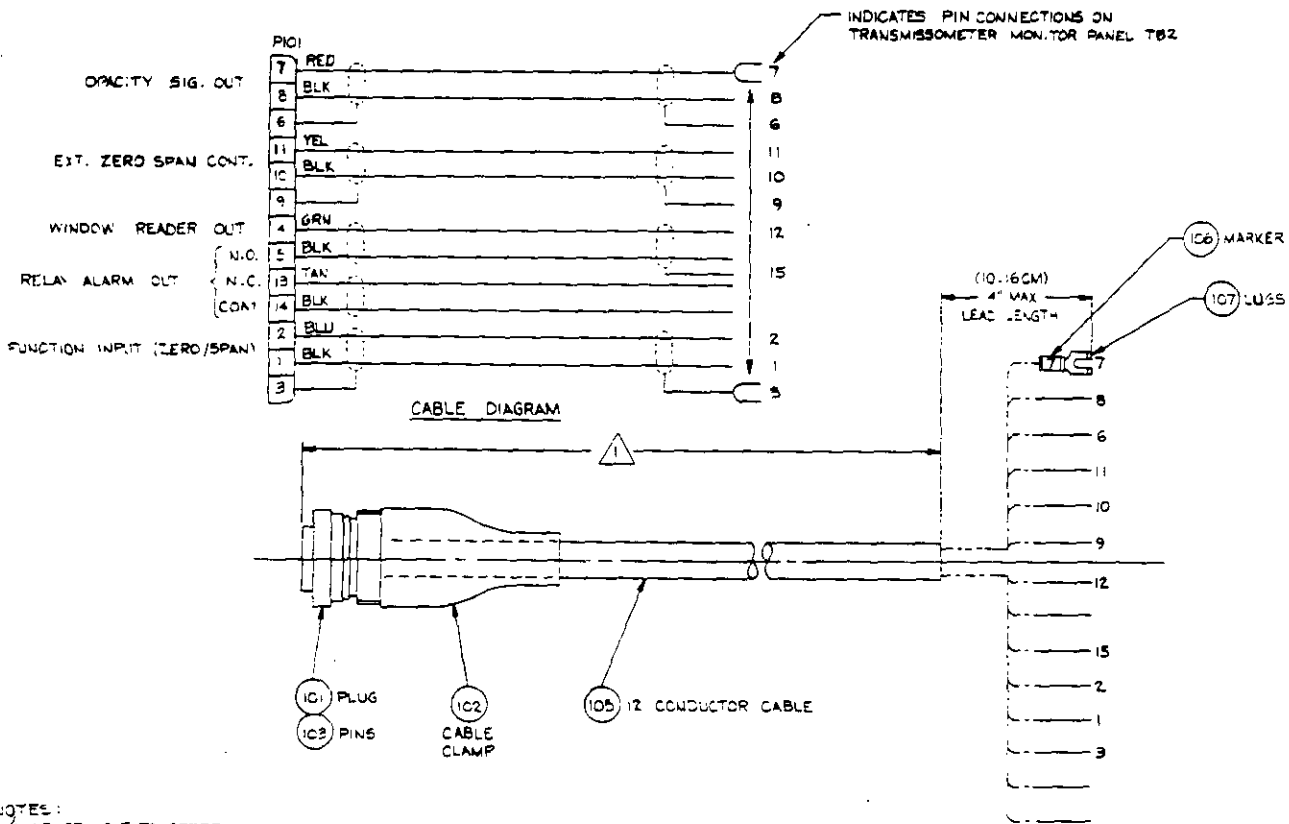 INDICATES PIN CONNECTIONS ON
TRANSMISSOMETER MONITOR PANEL TB2
P101
OPACITY SIG. OUT
7 RED 7
8 BLK 8
6 6
EXT. ZERO SPAN CONT.
11 YEL 11
10 BLK 10
9 9
WINDOW READER OUT
4 GRN 12
RELAY ALARM OUT
N.O. 5 BLK
15
N.C. 13 TAN
CONT 14 BLK
FUNCTION INPUT (ZERO/SPAN)
2 BLU 2
1 BLK 1
3 3
CABLE DIAGRAM
(10.16CM)
4" MAX
LEAD LENGTH
106 MARKER
107 LUGS
7 7
8
6
11
10
9
12
15
2
1
3
1
101 PLUG
103 PINS
102
CABLE
CLAMP
105 12 CONDUCTOR CABLE
NOTES: